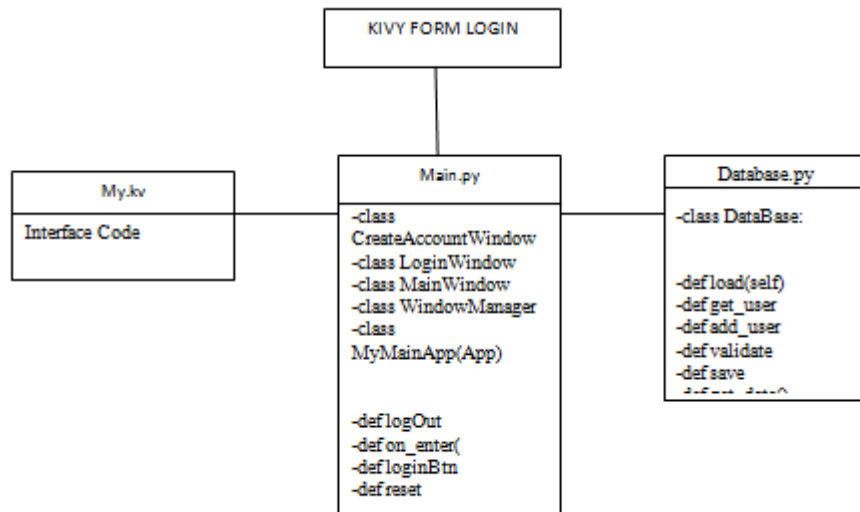 KIVY FORM LOGIN
My.kv
Interface Code
Main.py
-class
CreateAccountWindow
-class LoginWindow
-class MainWindow
-class WindowManager
-class
MyMainApp(App)
-def logOut
-def on_enter(
-def loginBtn
-def reset
Database.py
-class DataBase:
-def load(self)
-def get_user
-def add_user
-def validate
-def save
-def